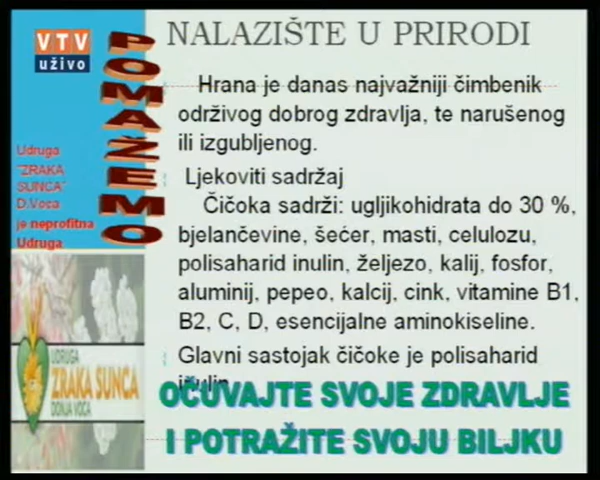 NALAZIŠTE U PRIRODI
VTV
uživo
POMAŽEMO
Hrana je danas najvažniji čimbenik
održivog dobrog zdravlja, te narušenog
ili izgubljenog.
Udruga
"ZRAKA
SUNCA"
D.Voca
je neprofitna
Udruga
Ljekoviti sadržaj
Čičoka sadrži: ugljikohidrata do 30 %,
bjelančevine, šećer, masti, celulozu,
polisaharid inulin, željezo, kalij, fosfor,
aluminij, pepeo, kalcij, cink, vitamine B1,
B2, C, D, esencijalne aminokiseline.
Glavni sastojak čičoke je polisaharid
inulin
UDRUGA
ZRAKA SUNCA
DONJA VOĆA
OČUVAJTE SVOJE ZDRAVLJE
I POTRAŽITE SVOJU BILJKU